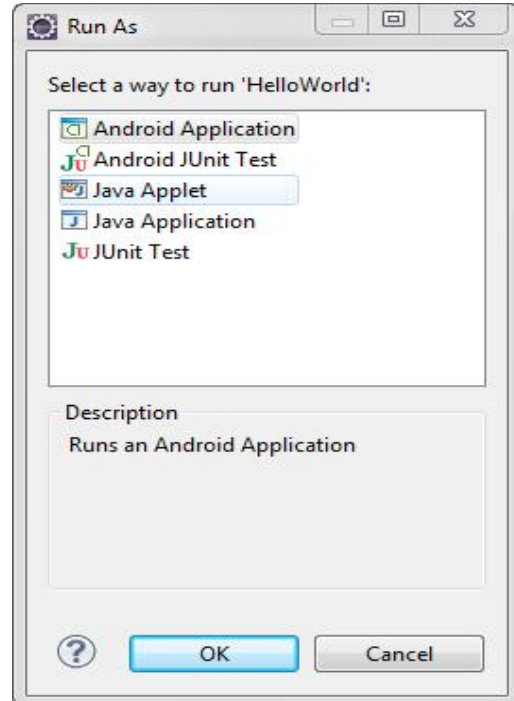 Run As
Select a way to run 'HelloWorld':
Android Application
Android JUnit Test
Java Applet
Java Application
JUnit Test
Description
Runs an Android Application
OK
Cancel